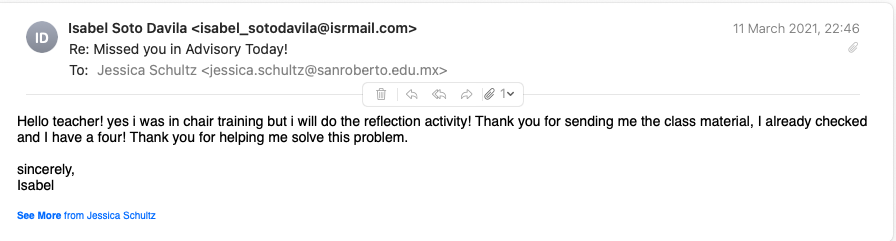 ID
Isabel Soto Davila <isabel_sotodavila@isrmail.com>
11 March 2021, 22:46
Re: Missed you in Advisory Today!
To: Jessica Schultz <jessica.schultz@sanroberto.edu.mx>
1
Hello teacher! yes i was in chair training but i will do the reflection activity! Thank you for sending me the class material, I already checked
and I have a four! Thank you for helping me solve this problem.
sincerely,
Isabel
See More from Jessica Schultz